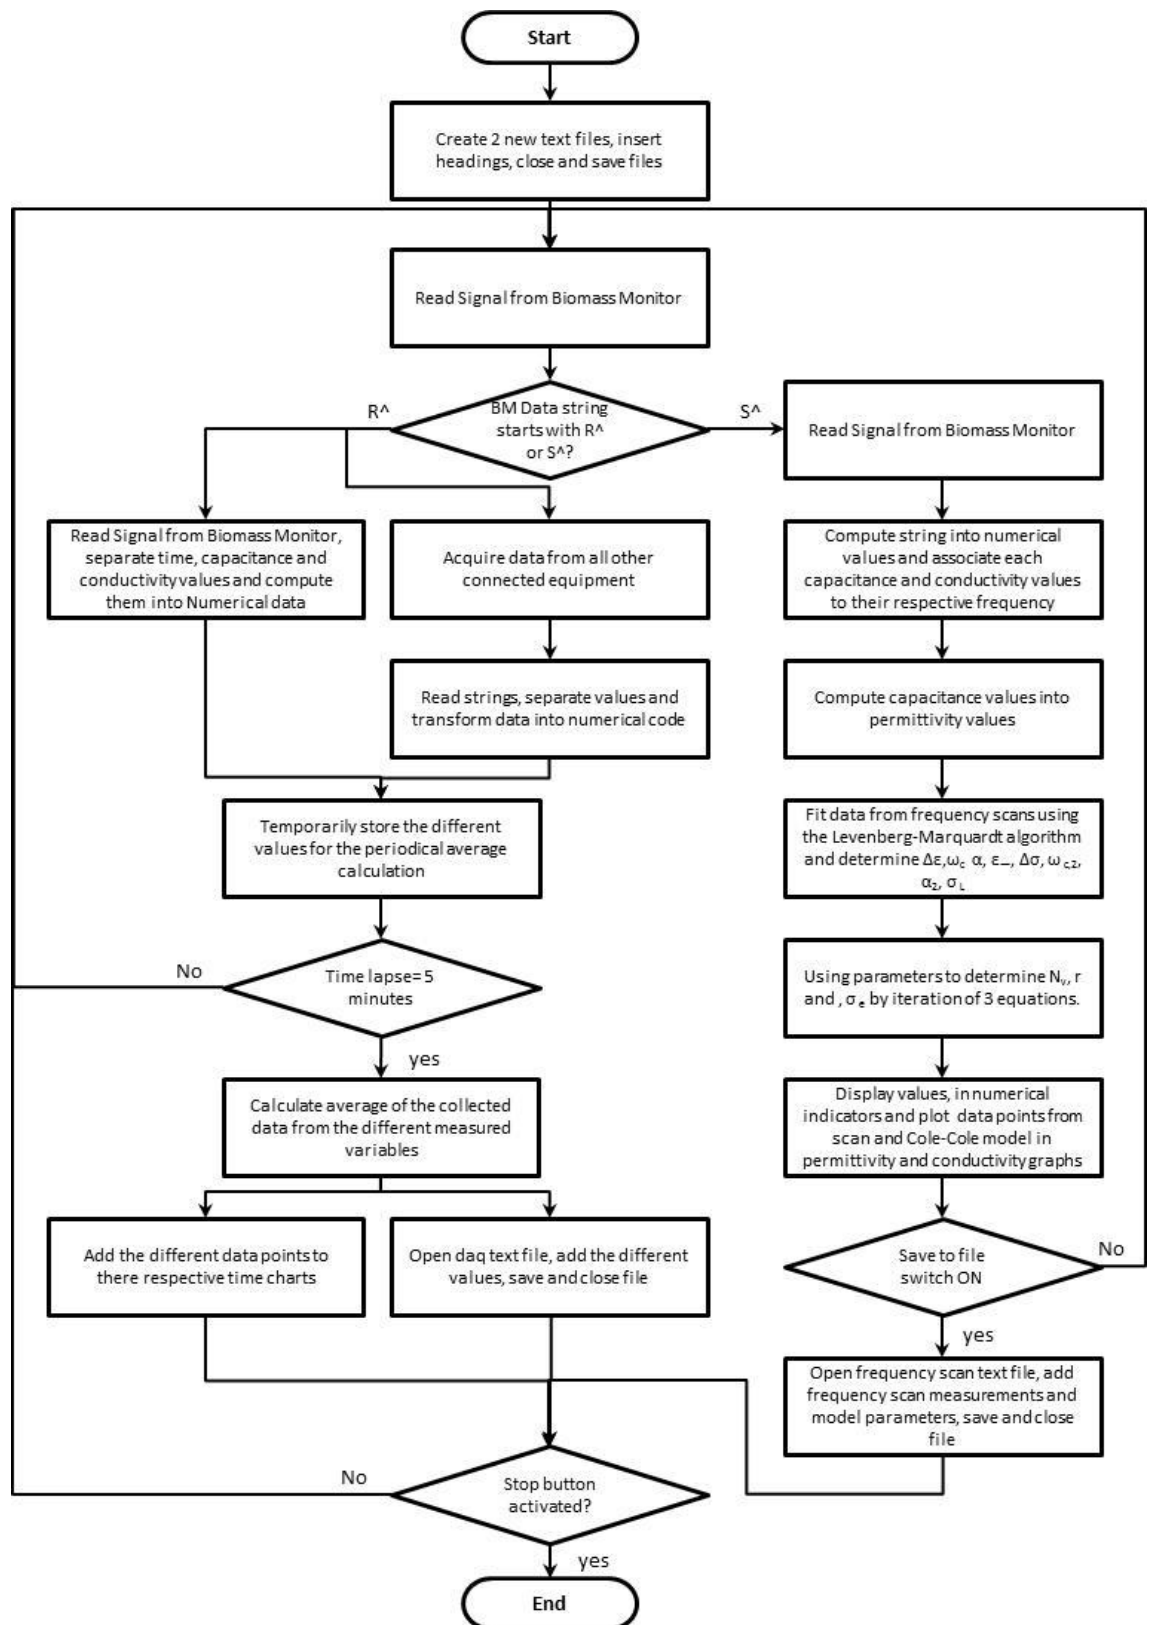 Start
Create 2 new text files, insert
headings, close and save files
Read Signal from Biomass Monitor
BM Data string
starts with R^
or S^?
R^
S^
Read Signal from Biomass Monitor
Read Signal from Biomass Monitor,
separate time, capacitance and
conductivity values and compute
them into Numerical data
Acquire data from all other
connected equipment
Compute string into numerical
values and associate each
capacitance and conductivity values
to their respective frequency
Read strings, separate values and
transform data into numerical code
Compute capacitance values into
permittivity values
Temporarily store the different
values for the periodical average
calculation
Fit data from frequency scans using
the Levenberg-Marquardt algorithm
and determine Δε,ω꜀ α, ε_, Δσ, ω c,2,
α₂, σ L
No
Time lapse= 5
minutes
yes
Using parameters to determine Nᵥ, r
and , σ e by iteration of 3 equations.
Calculate average of the collected
data from the different measured
variables
Display values, in numerical
indicators and plot data points from
scan and Cole-Cole model in
permittivity and conductivity graphs
Add the different data points to
there respective time charts
Open daq text file, add the different
values, save and close file
Save to file
switch ON
No
yes
Open frequency scan text file, add
frequency scan measurements and
model parameters, save and close
file
No
Stop button
activated?
yes
End